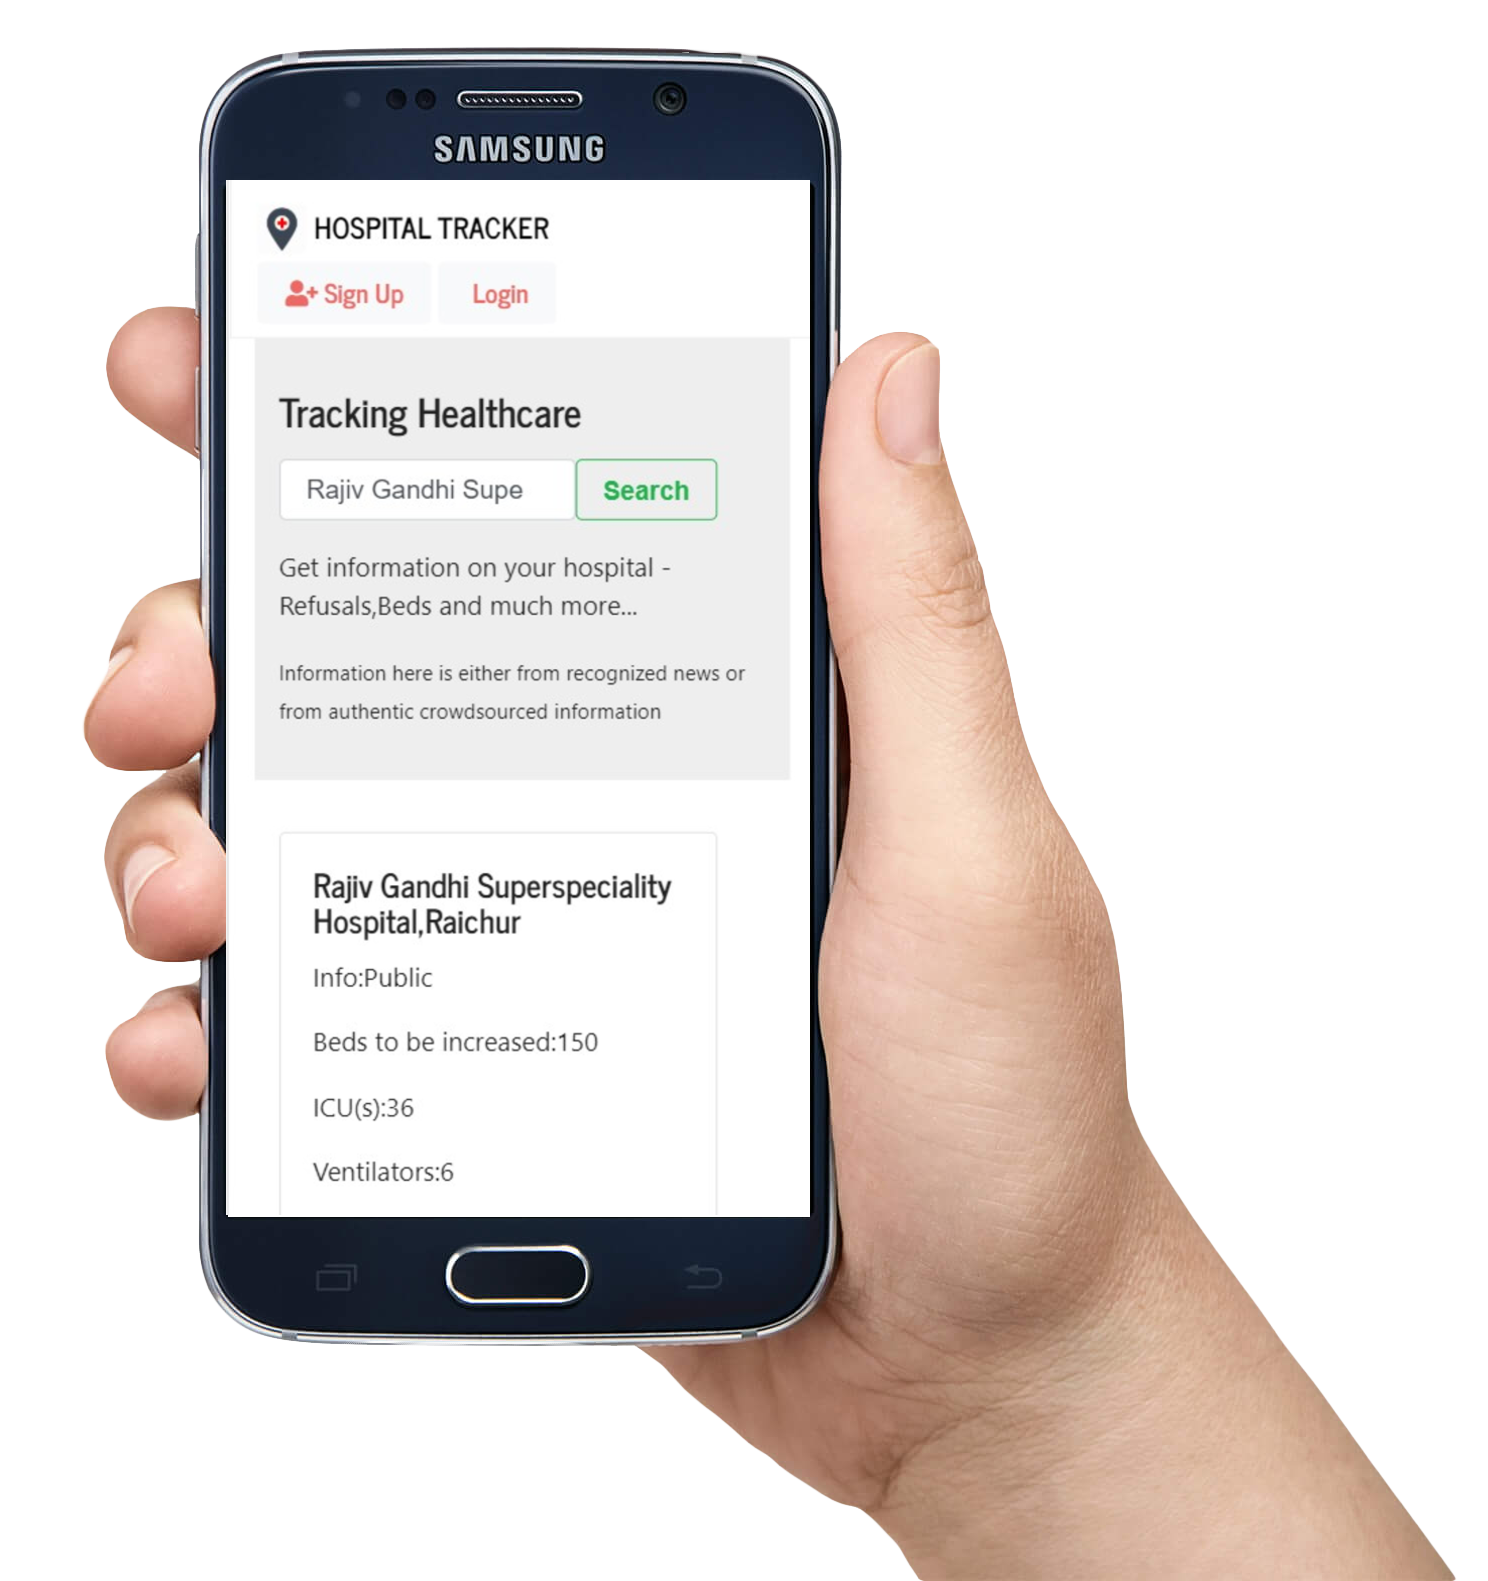 SAMSUNG
HOSPITAL TRACKER
Sign Up Login
Tracking Healthcare
Rajiv Gandhi Supe Search
Get information on your hospital -
Refusals,Beds and much more...
Information here is either from recognized news or
from authentic crowdsourced information
Rajiv Gandhi Superspeciality
Hospital,Raichur
Info:Public
Beds to be increased:150
ICU(s):36
Ventilators:6